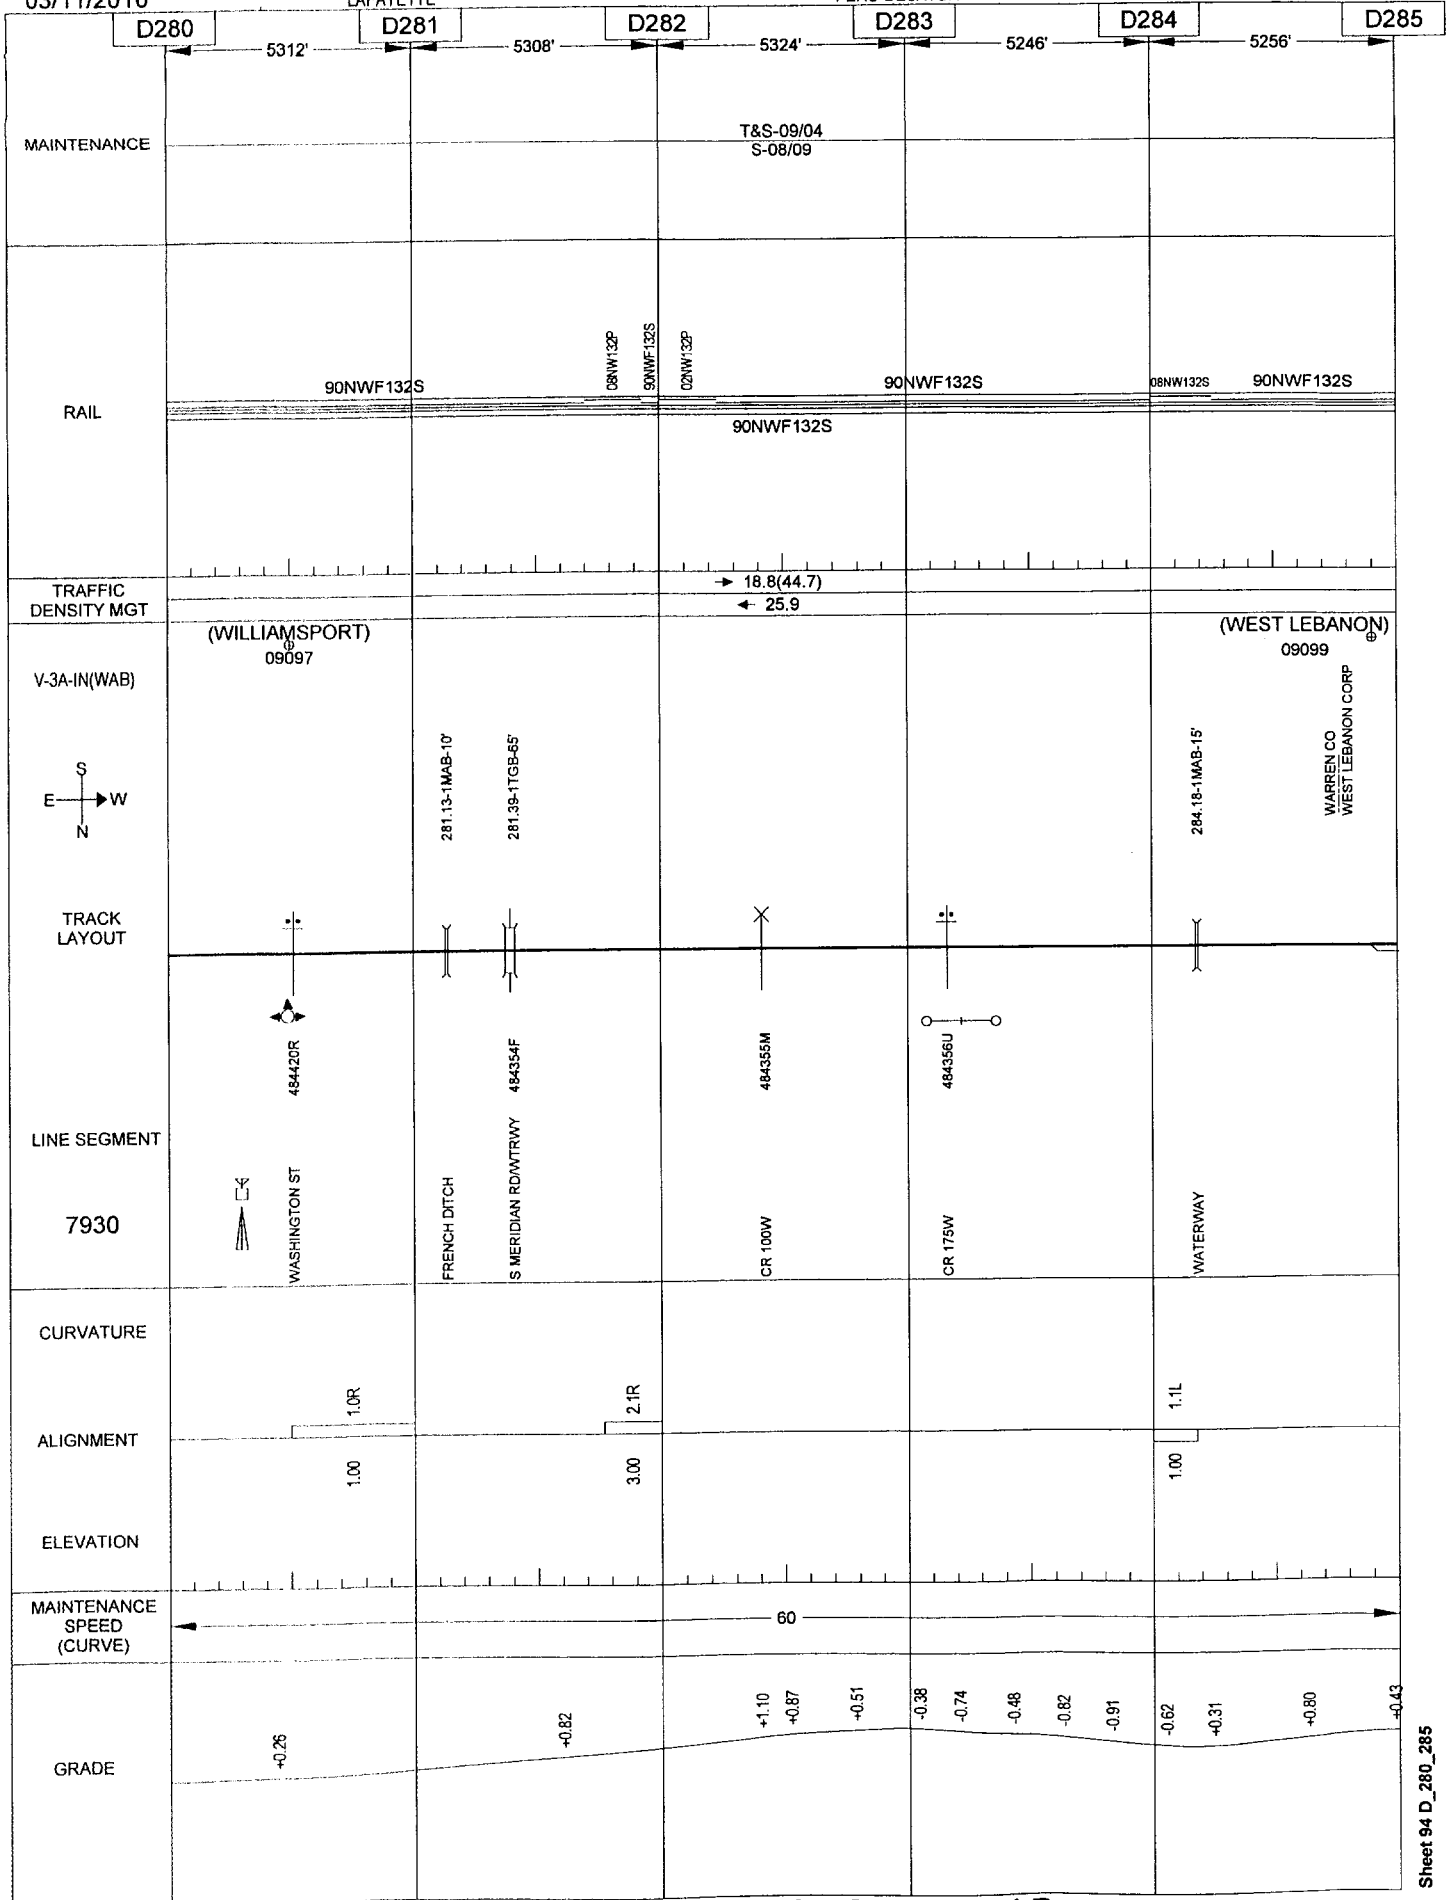 D280 D281 D282 D283 D284 D285
5312' 5308' 5324' 5246' 5256'
MAINTENANCE
T&S-09/04
S-08/09
08NW132P
90NWF132S
02NW132P
90NWF132S 90NWF132S 08NW132S 90NWF132S
RAIL
90NWF132S
TRAFFIC
DENSITY MGT
→ 18.8(44.7)
← 25.9
(WILLIAMSPORT)
09097
(WEST LEBANON)
09099
V-3A-IN(WAB)
S
E W
N
281.13-1MAB-10'
281.39-1TGB-65'
284.18-1MAB-15'
WARREN CO
WEST LEBANON CORP
TRACK
LAYOUT
484420R
484354F
484355M
484356U
LINE SEGMENT
7930
WASHINGTON ST
FRENCH DITCH
S MERIDIAN RD/WTRWY
CR 100W
CR 175W
WATERWAY
CURVATURE
1.0R
2.1R
1.1L
ALIGNMENT
1.00
3.00
1.00
ELEVATION
MAINTENANCE
SPEED
(CURVE)
60
GRADE
+0.26
+0.82
+1.10
+0.87
+0.51
-0.38
-0.74
-0.48
-0.82
-0.91
-0.62
+0.31
+0.80
+0.43
Sheet 94 D_280_285